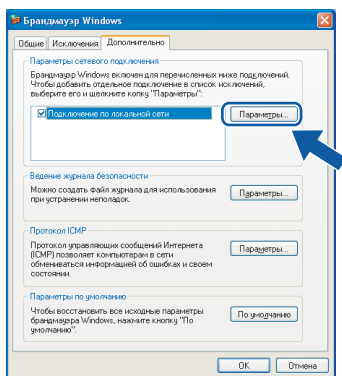 Брандмауэр Windows
Общие Исключения Дополнительно
Параметры сетевого подключения
Брандмауэр Windows включен для перечисленных ниже подключений.
Чтобы добавить отдельное подключение в список исключений,
выберите его и щелкните копку "Параметры":
Подключение по локальной сети
Параметры...
Ведение журнала безопасности
Можно создать файл журнала для использования
при устранении неполадок.
Параметры...
Протокол ICMP
Протокол управляющих сообщений Интернета
(ICMP) позволяет компьютерам в сети
обмениваться информацией об ошибках и своем
состоянии.
Параметры...
Параметры по умолчанию
Чтобы восстановить все исходные параметры
брандмауэра Windows, нажмите кнопку "По
умолчанию".
По умолчанию
OK Отмена